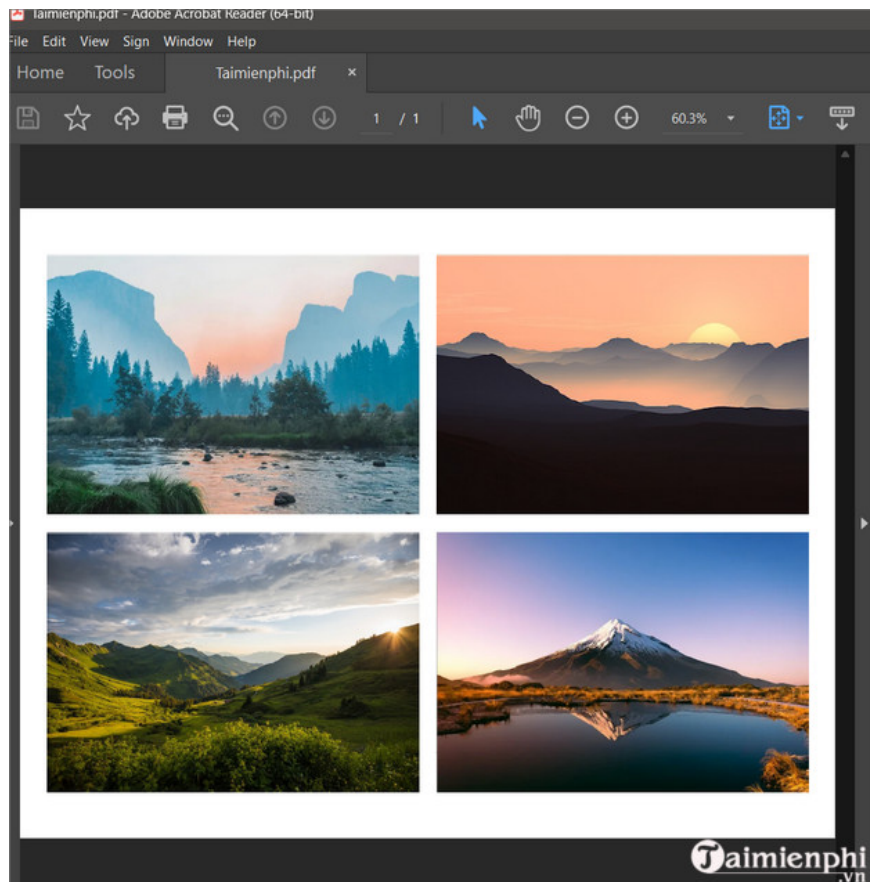 Taimienphi.pdf - Adobe Acrobat Reader (64-bit)
File Edit View Sign Window Help
Home Tools Taimienphi.pdf ×
1 / 1 60.3%
Taimienphi
.vn